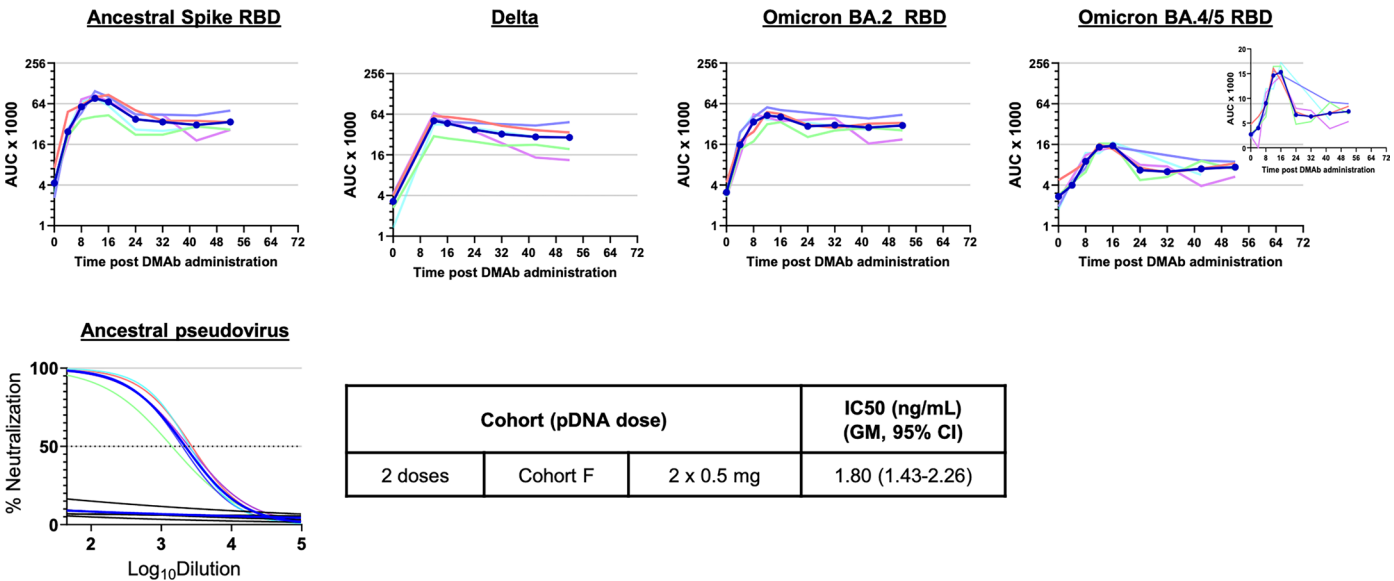 Ancestral Spike RBD
256
64
16
4
1
AUC x 1000
0 8 16 24 32 40 48 56 64 72
Time post DMAb administration
Delta
256
64
16
4
1
AUC x 1000
0 8 16 24 32 40 48 56 64 72
Time post DMAb administration
Omicron BA.2 RBD
256
64
16
4
1
AUC x 1000
0 8 16 24 32 40 48 56 64 72
Time post DMAb administration
Omicron BA.4/5 RBD
256
64
16
4
1
AUC x 1000
0 8 16 24 32 40 48 56 64 72
Time post DMAb administration
20
15
10
5
0
AUC x 1000
0 8 16 24 32 40 48 56 64 72
Time post DMAb administration
Ancestral pseudovirus
100
50
0
% Neutralization
2 3 4 5
Log10Dilution
Cohort (pDNA dose)
IC50 (ng/mL)
(GM, 95% CI)
2 doses Cohort F 2 x 0.5 mg 1.80 (1.43-2.26)